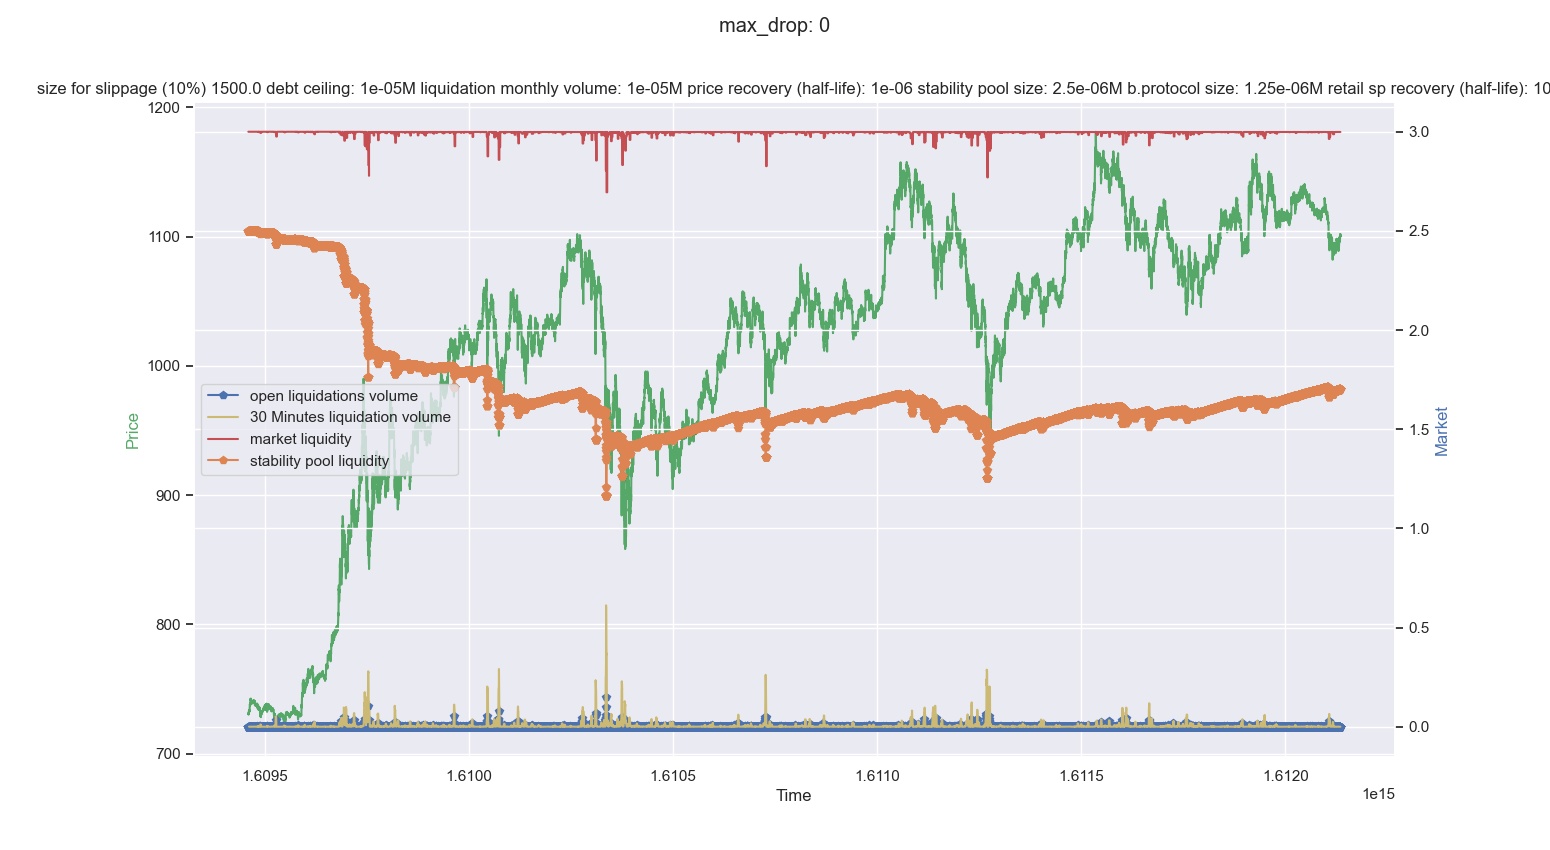 max_drop: 0
size for slippage (10%) 1500.0 debt ceiling: 1e-05M liquidation monthly volume: 1e-05M price recovery (half-life): 1e-06 stability pool size: 2.5e-06M b.protocol size: 1.25e-06M retail sp recovery (half-life): 10
1200
1100
1000
900
800
700
Price
open liquidations volume
30 Minutes liquidation volume
market liquidity
stability pool liquidity
3.0
2.5
2.0
1.5
1.0
0.5
0.0
Market
1.6095 1.6100 1.6105 1.6110 1.6115 1.6120
Time
1e15